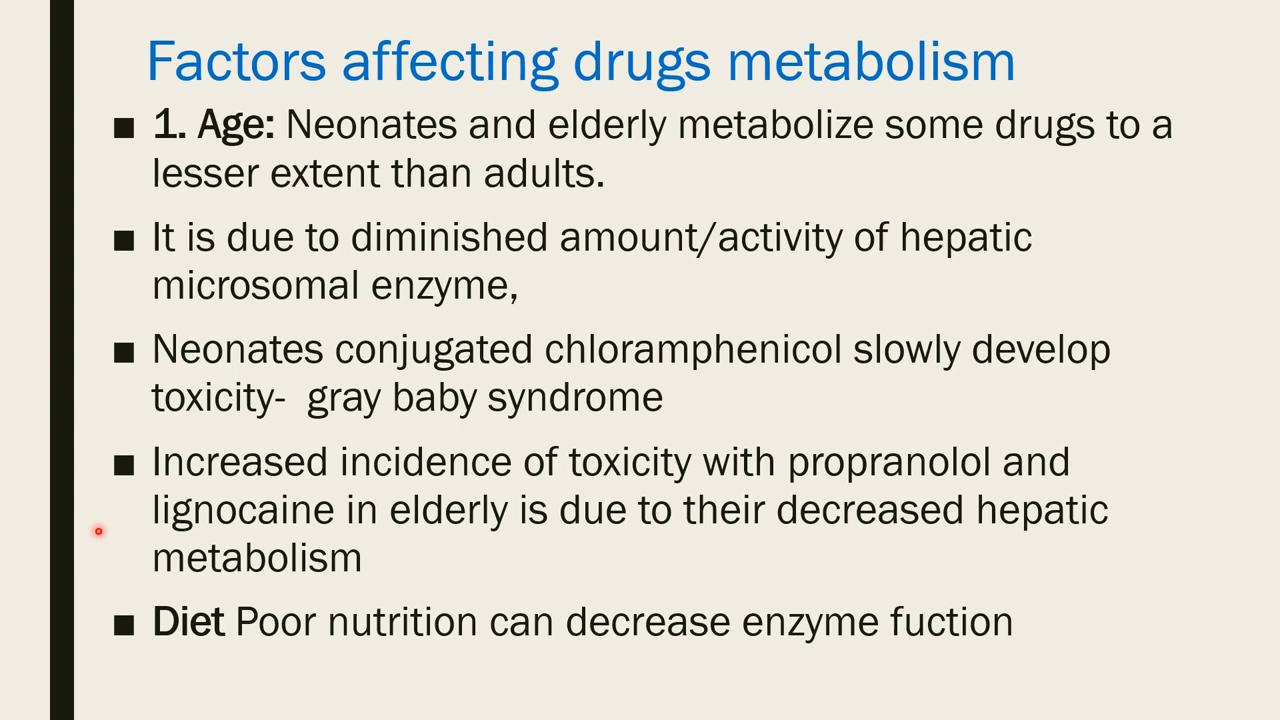 Factors affecting drugs metabolism
■ 1. Age: Neonates and elderly metabolize some drugs to a
lesser extent than adults.
■ It is due to diminished amount/activity of hepatic
microsomal enzyme,
■ Neonates conjugated chloramphenicol slowly develop
toxicity-  gray baby syndrome
■ Increased incidence of toxicity with propranolol and
lignocaine in elderly is due to their decreased hepatic
metabolism
■ Diet Poor nutrition can decrease enzyme fuction